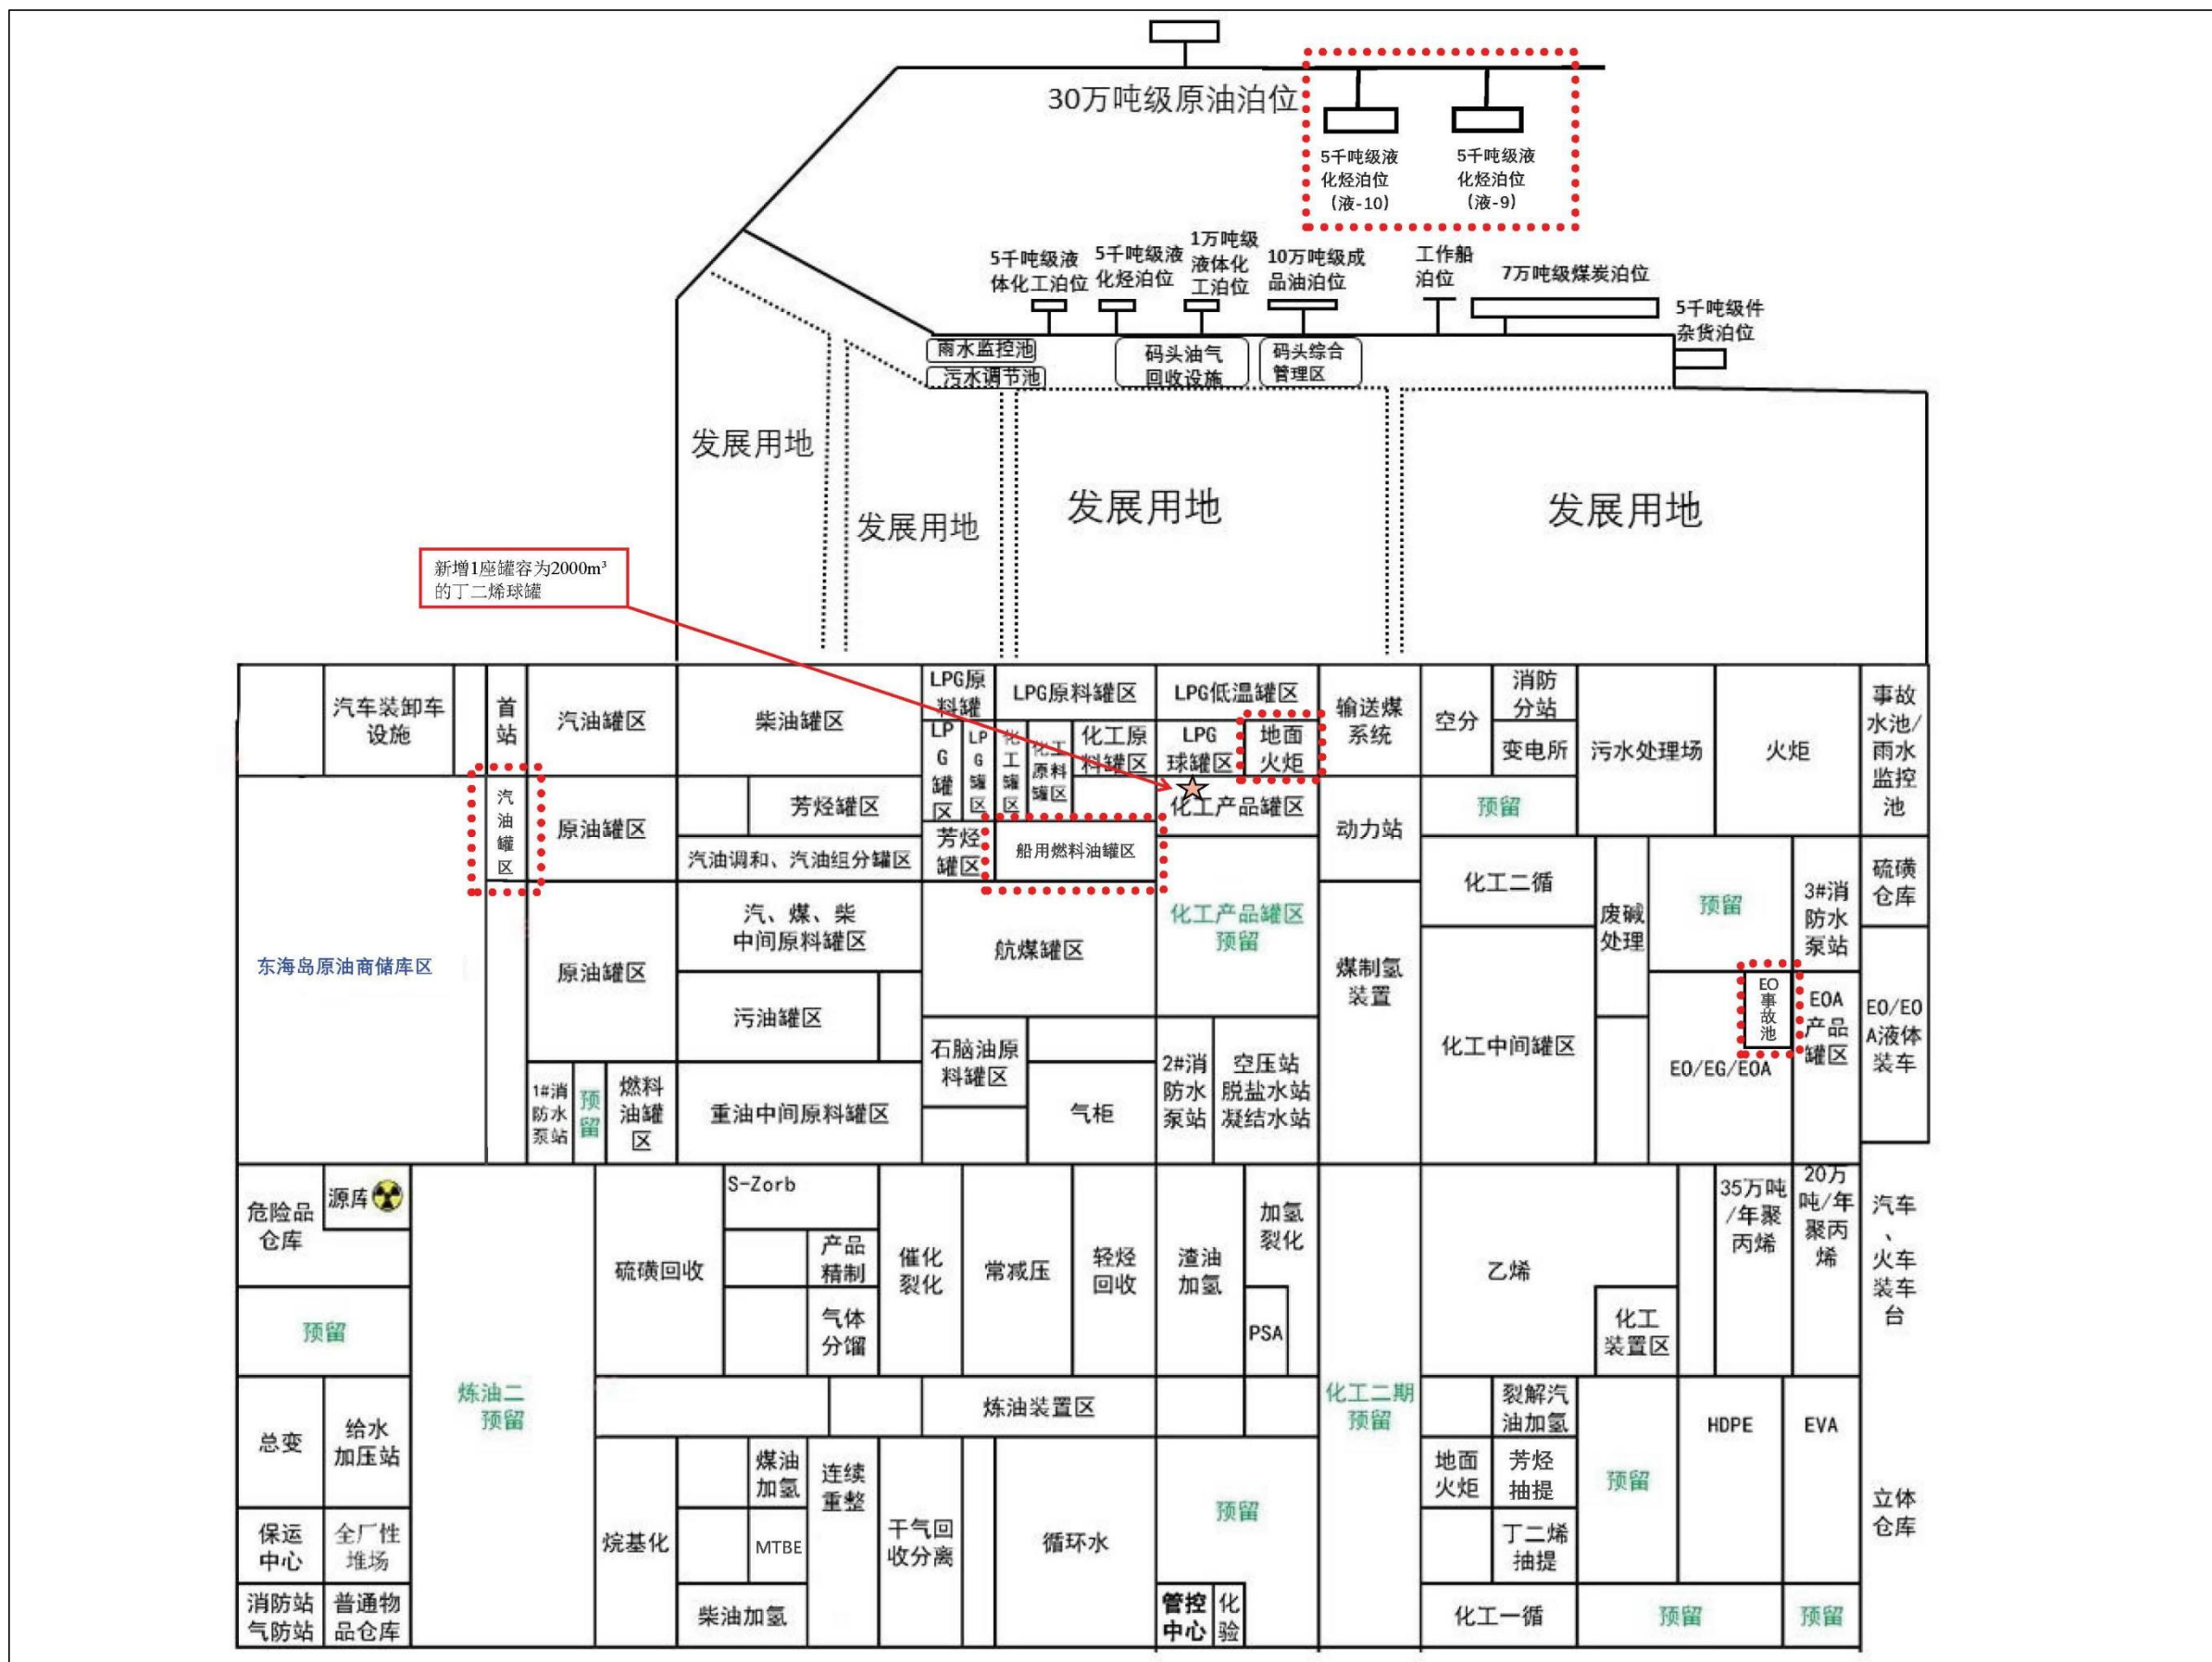 30万吨级原油泊位
5千吨级液
化烃泊位
（液-10）
5千吨级液
化烃泊位
（液-9）
5千吨级液
体化工泊位
5千吨级液
化烃泊位
1万吨级
液体化
工泊位
10万吨级成
品油泊位
工作船
泊位
7万吨级煤炭泊位
5千吨级件
杂货泊位
雨水监控池
污水调节池
码头油气
回收设施
码头综合
管理区
发展用地
发展用地
发展用地
发展用地
新增1座罐容为2000m³
的丁二烯球罐
汽车装卸车
设施
首
站
汽油罐区
柴油罐区
LPG原
料罐
LPG原料罐区
LPG低温罐区
输送煤
系统
空分
消防
分站
变电所
污水处理场
火炬
事故
水池/
雨水
监控
池
LP
G
罐
区
LP
G
罐
区
化
工
罐
区
化工
原料
罐区
化工原
料罐区
LPG
球罐区
地面
火炬
汽
油
罐
区
原油罐区
芳烃罐区
汽油调和、汽油组分罐区
芳烃
罐区
船用燃料油罐区
化工产品罐区
动力站
预留
东海岛原油商储库区
原油罐区
汽、煤、柴
中间原料罐区
航煤罐区
化工产品罐区
预留
煤制氢
装置
化工二循
废碱
处理
预留
3#消
防水
泵站
硫磺
仓库
污油罐区
化工中间罐区
EO
事
故
池
EO/EG/EOA
EOA
产品
罐区
EO/EO
A液体
装车
1#消
防水
泵站
预
留
燃料
油罐
区
重油中间原料罐区
石脑油原
料罐区
气柜
2#消
防水
泵站
空压站
脱盐水站
凝结水站
危险品
仓库
源库
硫磺回收
S-Zorb
产品
精制
气体
分馏
催化
裂化
常减压
轻烃
回收
渣油
加氢
加氢
裂化
PSA
乙烯
化工
装置区
35万吨
/年聚
丙烯
20万
吨/年
聚丙
烯
汽车
、
火车
装车
台
预留
炼油二
预留
炼油装置区
化工二期
预留
总变
给水
加压站
裂解汽
油加氢
HDPE
EVA
煤油
加氢
连续
重整
地面
火炬
芳烃
抽提
预留
立体
仓库
预留
保运
中心
全厂性
堆场
烷基化
MTBE
干气回
收分离
循环水
丁二烯
抽提
消防站
气防站
普通物
品仓库
柴油加氢
管控
中心
化
验
化工一循
预留
预留